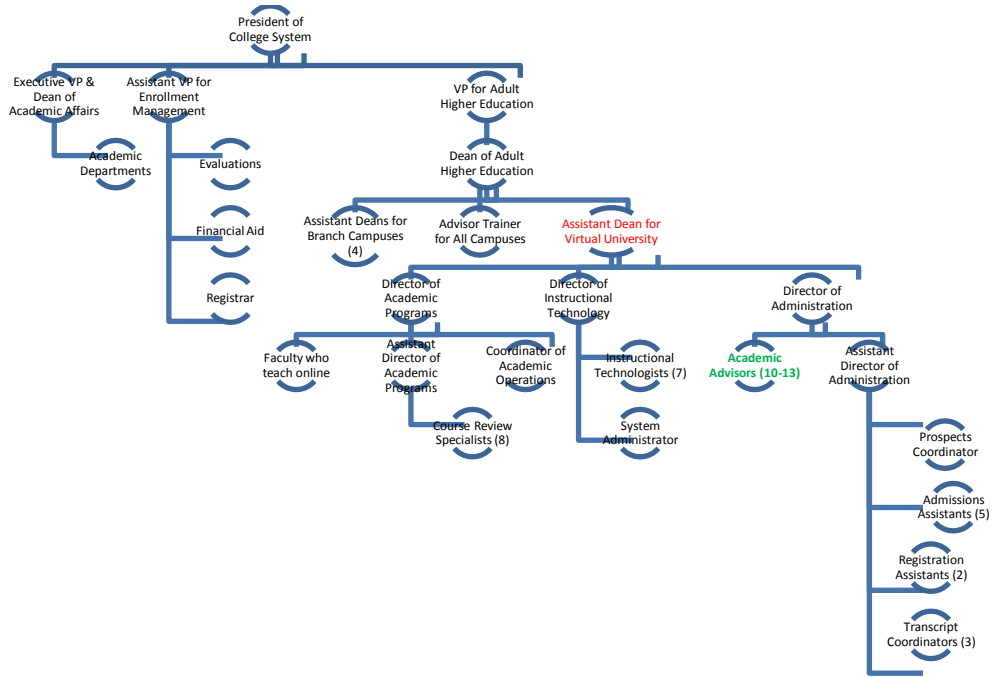 President of
College System
Executive VP &
Dean of
Academic Affairs
Assistant VP for
Enrollment
Management
VP for Adult
Higher Education
Academic
Departments
Evaluations
Financial Aid
Registrar
Dean of Adult
Higher Education
Assistant Deans for
Branch Campuses
(4)
Advisor Trainer
for All Campuses
Assistant Dean for
Virtual University
Director of
Academic
Programs
Director of
Instructional
Technology
Director of
Administration
Faculty who
teach online
Assistant
Director of
Academic
Programs
Coordinator of
Academic
Operations
Course Review
Specialists (8)
Instructional
Technologists (7)
System
Administrator
Academic
Advisors (10-13)
Assistant
Director of
Administration
Prospects
Coordinator
Admissions
Assistants (5)
Registration
Assistants (2)
Transcript
Coordinators (3)